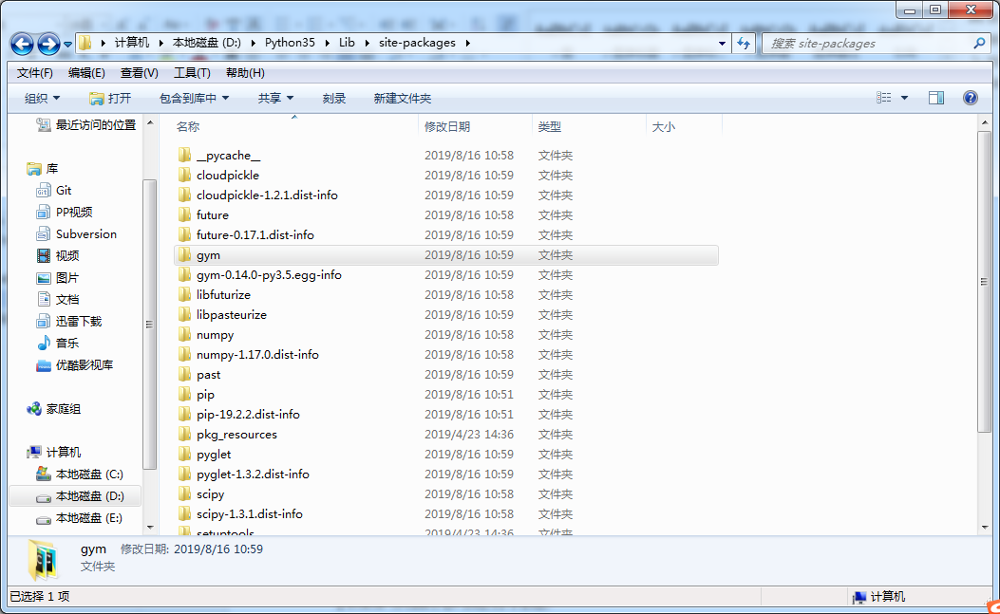 计算机 本地磁盘 (D:) Python35 Lib site-packages 搜索 site-packages
文件(F) 编辑(E) 查看(V) 工具(T) 帮助(H)
组织 打开 包含到库中 共享 刻录 新建文件夹
最近访问的位置
库
Git
PP视频
Subversion
视频
图片
文档
迅雷下载
音乐
优酷影视库
家庭组
计算机
本地磁盘 (C:)
本地磁盘 (D:)
本地磁盘 (E:)
名称 修改日期 类型 大小
__pycache__ 2019/8/16 10:58 文件夹
cloudpickle 2019/8/16 10:59 文件夹
cloudpickle-1.2.1.dist-info 2019/8/16 10:59 文件夹
future 2019/8/16 10:58 文件夹
future-0.17.1.dist-info 2019/8/16 10:59 文件夹
gym 2019/8/16 10:59 文件夹
gym-0.14.0-py3.5.egg-info 2019/8/16 10:59 文件夹
libfuturize 2019/8/16 10:58 文件夹
libpasteurize 2019/8/16 10:59 文件夹
numpy 2019/8/16 10:58 文件夹
numpy-1.17.0.dist-info 2019/8/16 10:58 文件夹
past 2019/8/16 10:59 文件夹
pip 2019/8/16 10:51 文件夹
pip-19.2.2.dist-info 2019/8/16 10:51 文件夹
pkg_resources 2019/4/23 14:36 文件夹
pyglet 2019/8/16 10:59 文件夹
pyglet-1.3.2.dist-info 2019/8/16 10:59 文件夹
scipy 2019/8/16 10:58 文件夹
scipy-1.3.1.dist-info 2019/8/16 10:58 文件夹
setuptools 2019/4/23 14:36 文件夹
gym 修改日期: 2019/8/16 10:59
文件夹
已选择 1 项 计算机